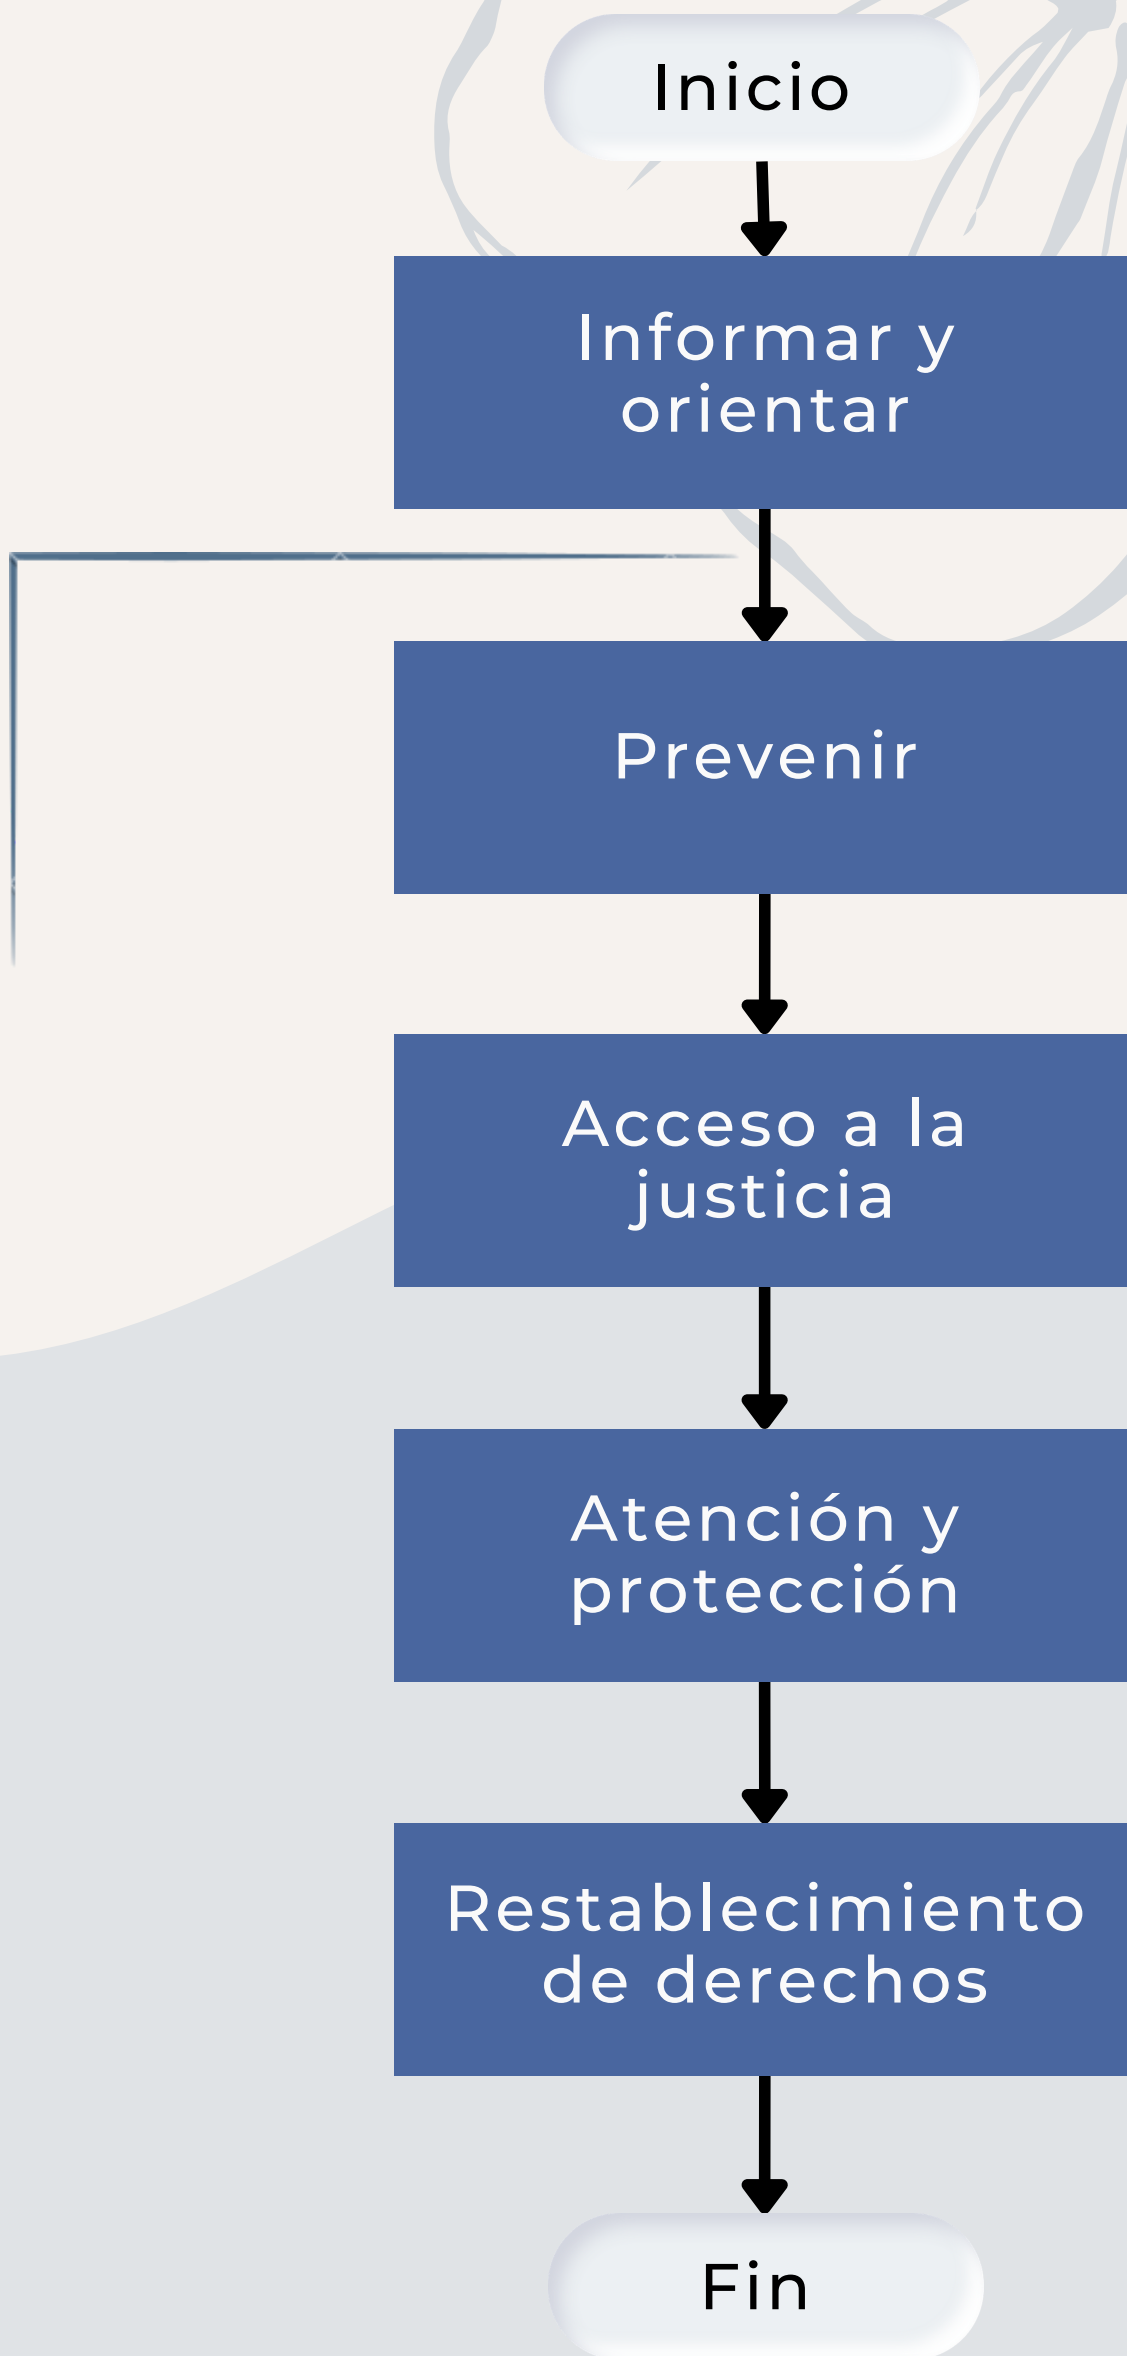 Inicio
Informar y
orientar
Prevenir
Acceso a la
justicia
Atención y
protección
Restablecimiento
de derechos
Fin